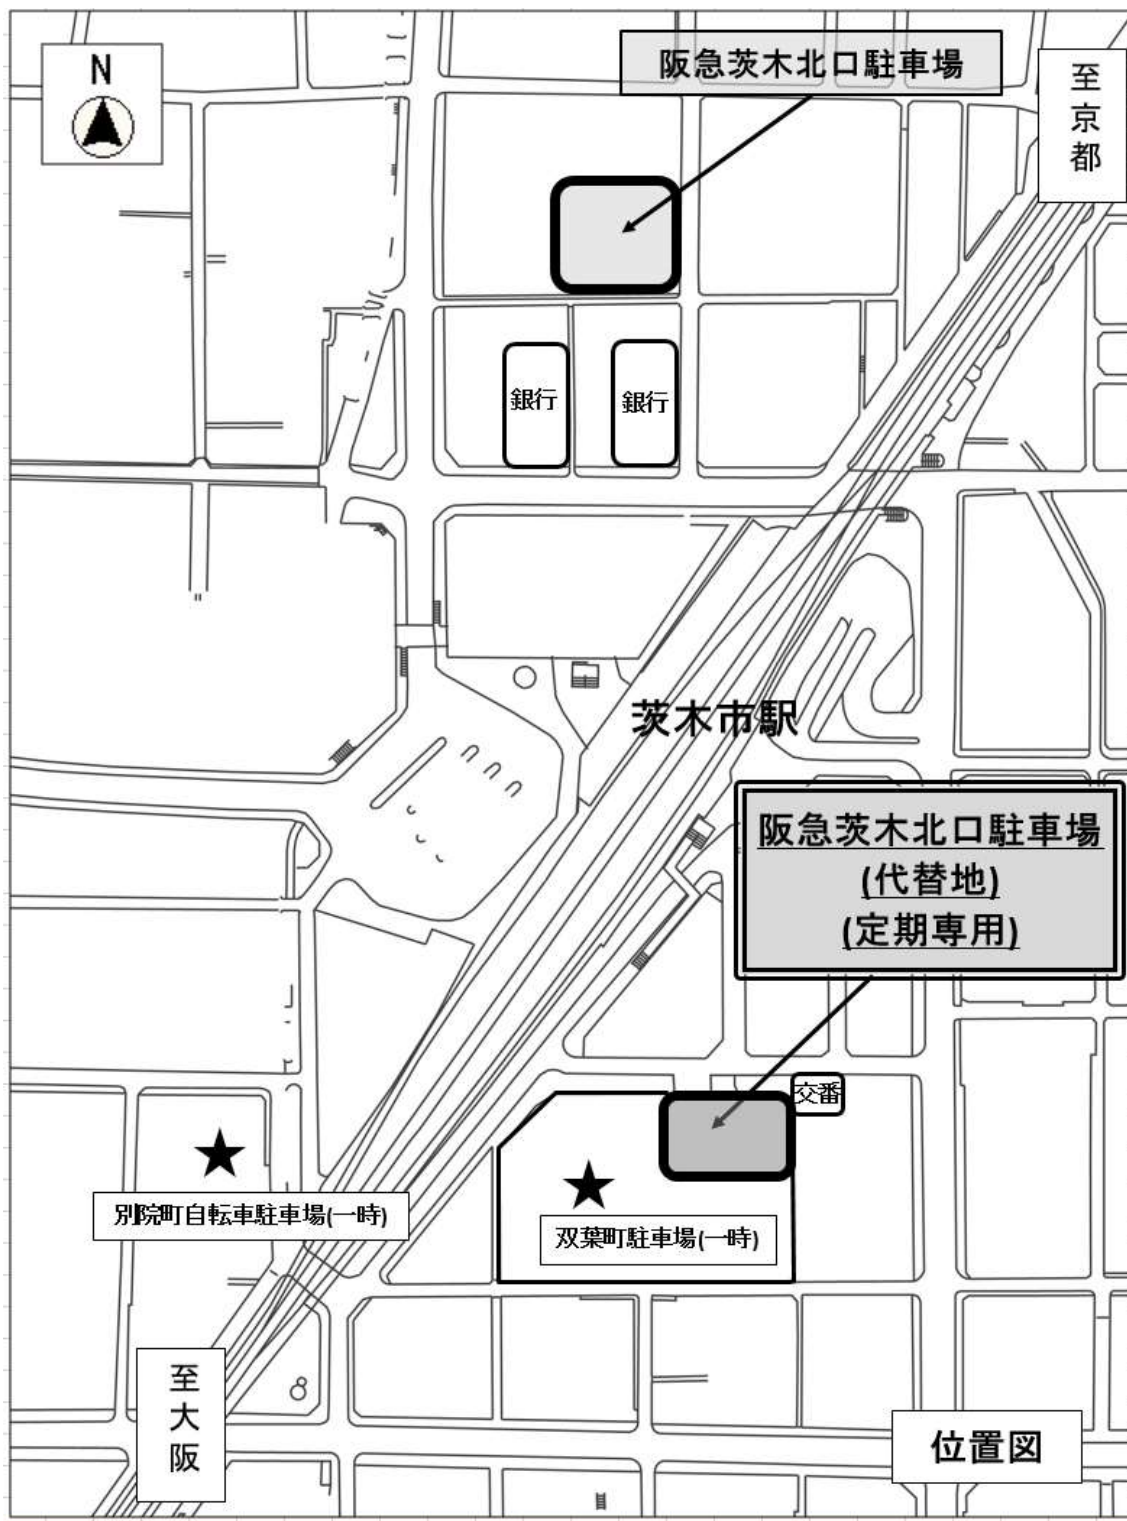 N
阪急茨木北口駐車場
至京都
銀行
銀行
茨木市駅
阪急茨木北口駐車場
(代替地)
(定期専用)
交番
別院町自転車駐車場(一時)
双葉町駐車場(一時)
至大阪
位置図